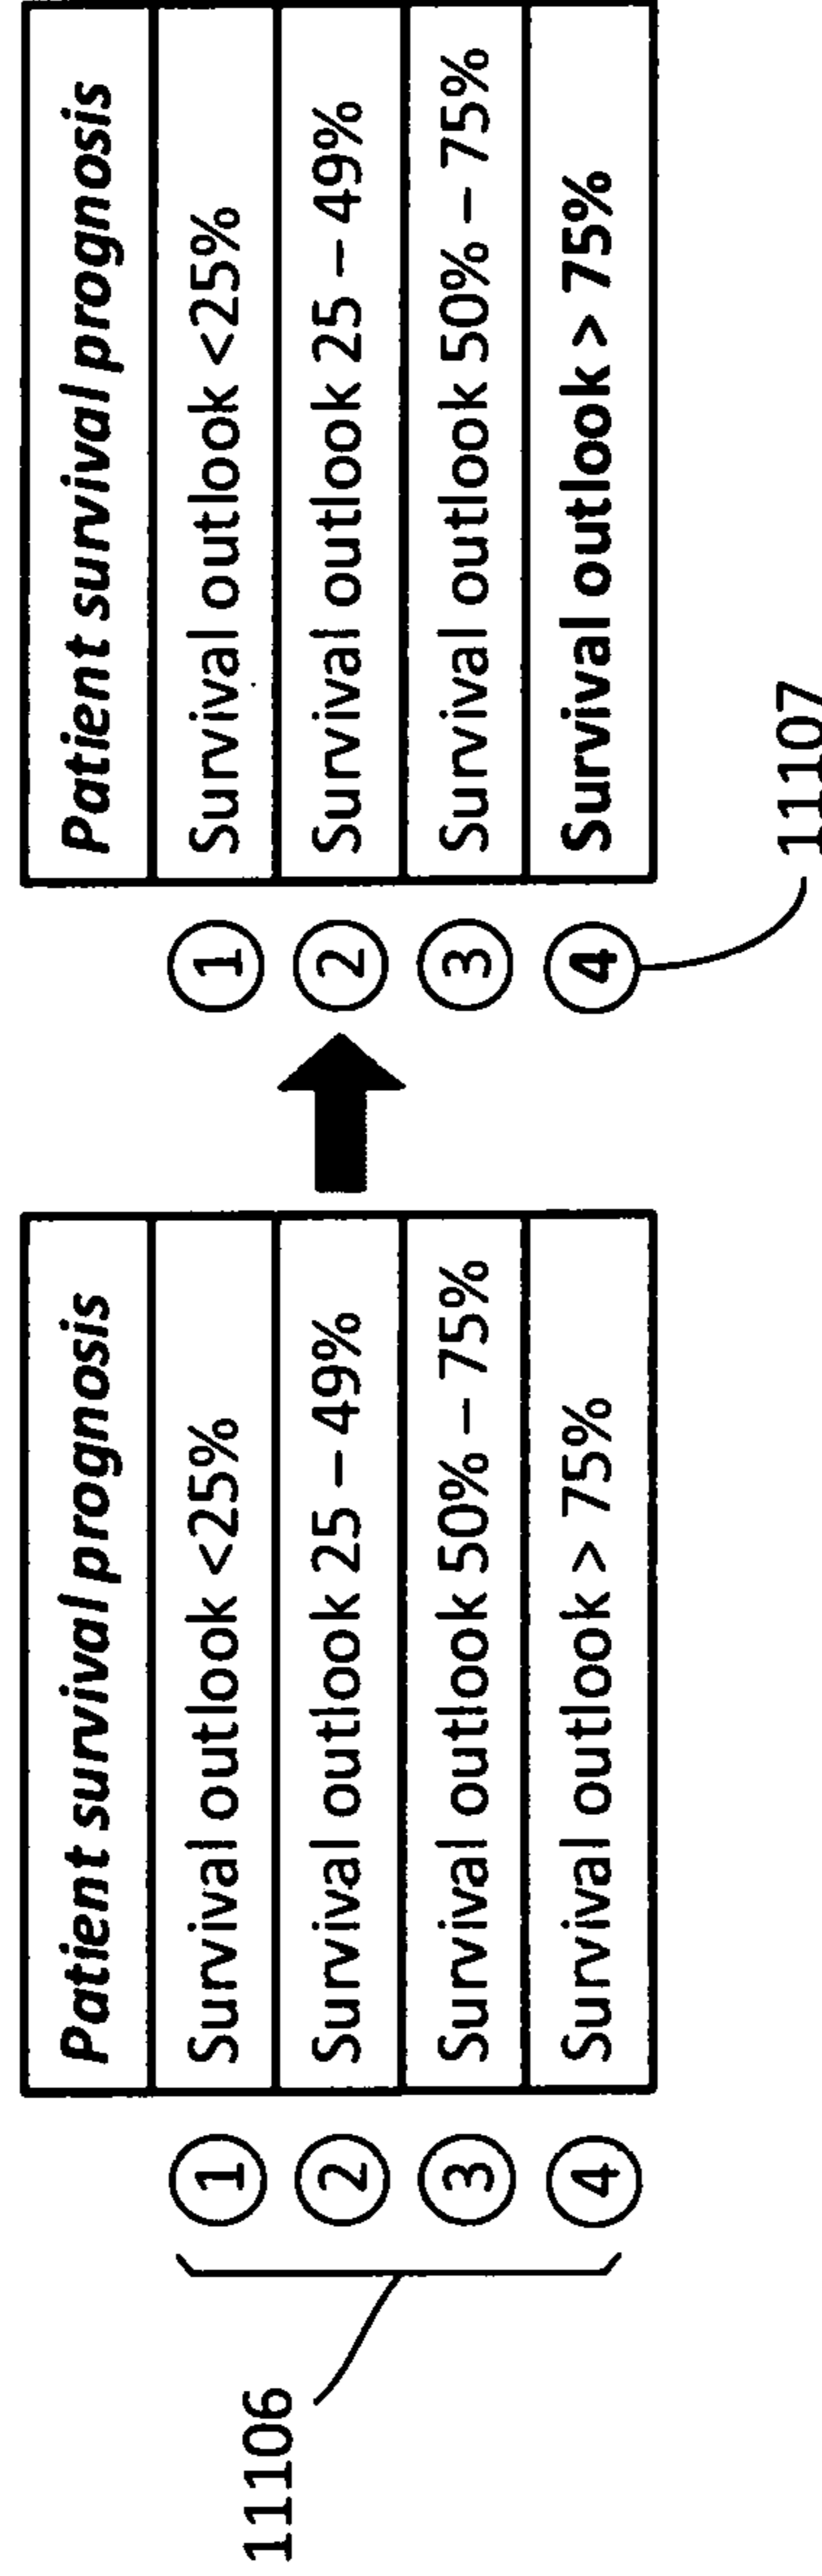 11106
Patient survival prognosis
1 Survival outlook <25%
2 Survival outlook 25 – 49%
3 Survival outlook 50% – 75%
4 Survival outlook > 75%
Patient survival prognosis
1 Survival outlook <25%
2 Survival outlook 25 – 49%
3 Survival outlook 50% – 75%
4 Survival outlook > 75%
11107